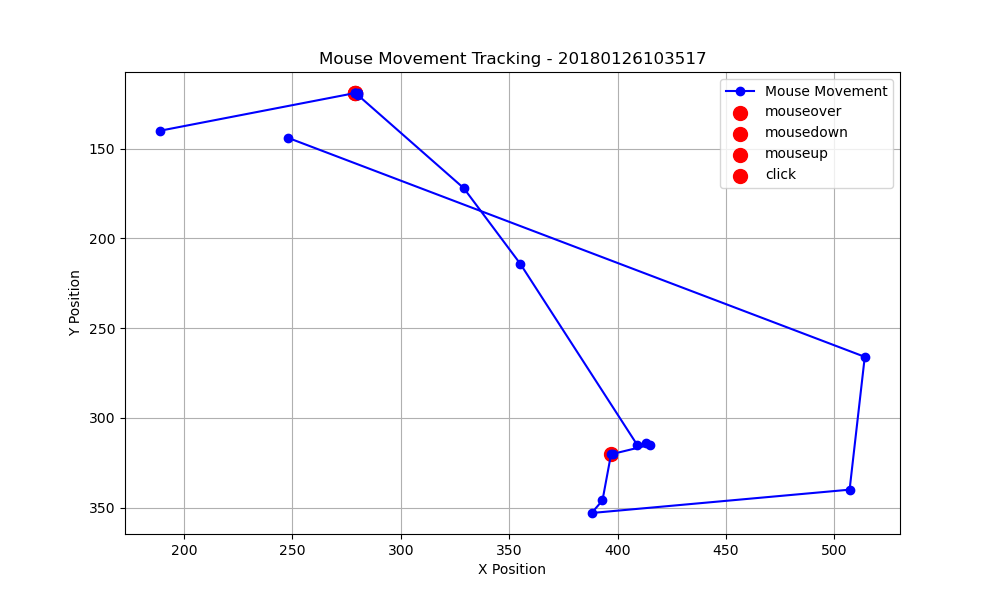 Mouse Movement Tracking - 20180126103517
Mouse Movement
mouseover
mousedown
mouseup
click
150
200
250
300
350
Y Position
200
250
300
350
400
450
500
X Position